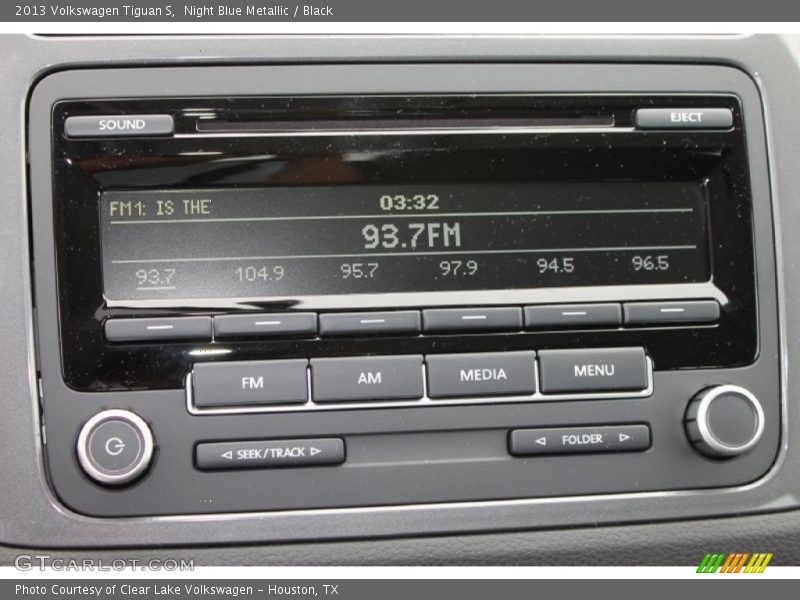 2013 Volkswagen Tiguan S,  Night Blue Metallic / Black
SOUND
EJECT
FM1: IS THE
03:32
93.7FM
93.7 104.9 95.7 97.9 94.5 96.5
FM AM MEDIA MENU
SEEK/TRACK
FOLDER
GTCARLOT.COM
Photo Courtesy of Clear Lake Volkswagen – Houston, TX